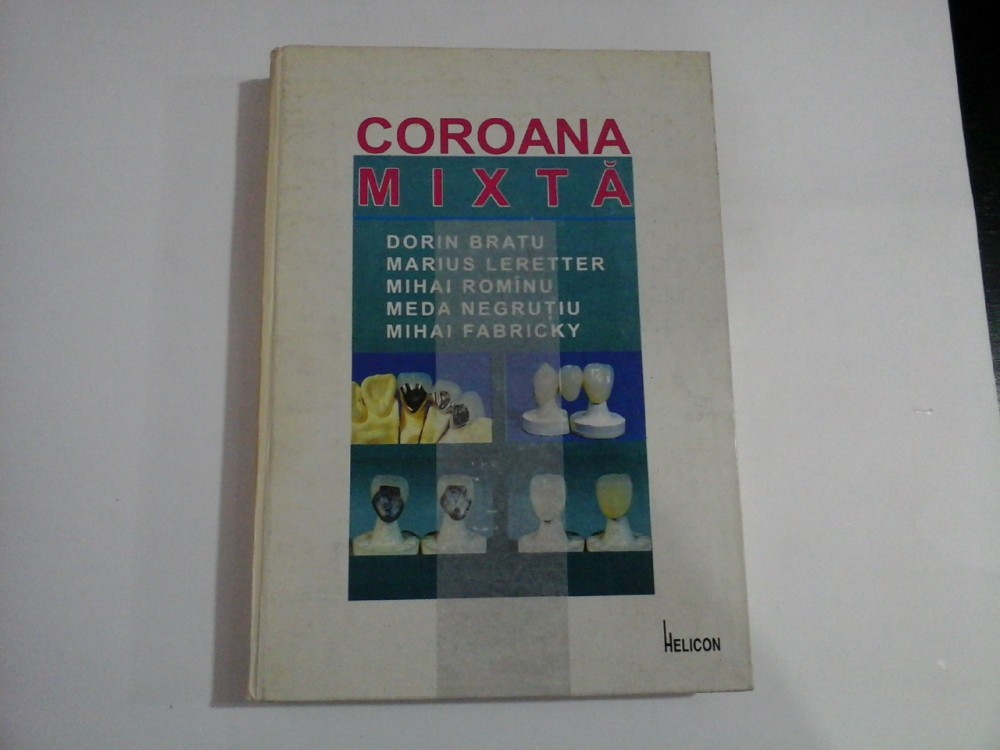 COROANA
MIXTĂ
DORIN BRATU
MARIUS LERETTER
MIHAI ROMÎNU
MEDA NEGRUȚIU
MIHAI FABRICKY
HELICON